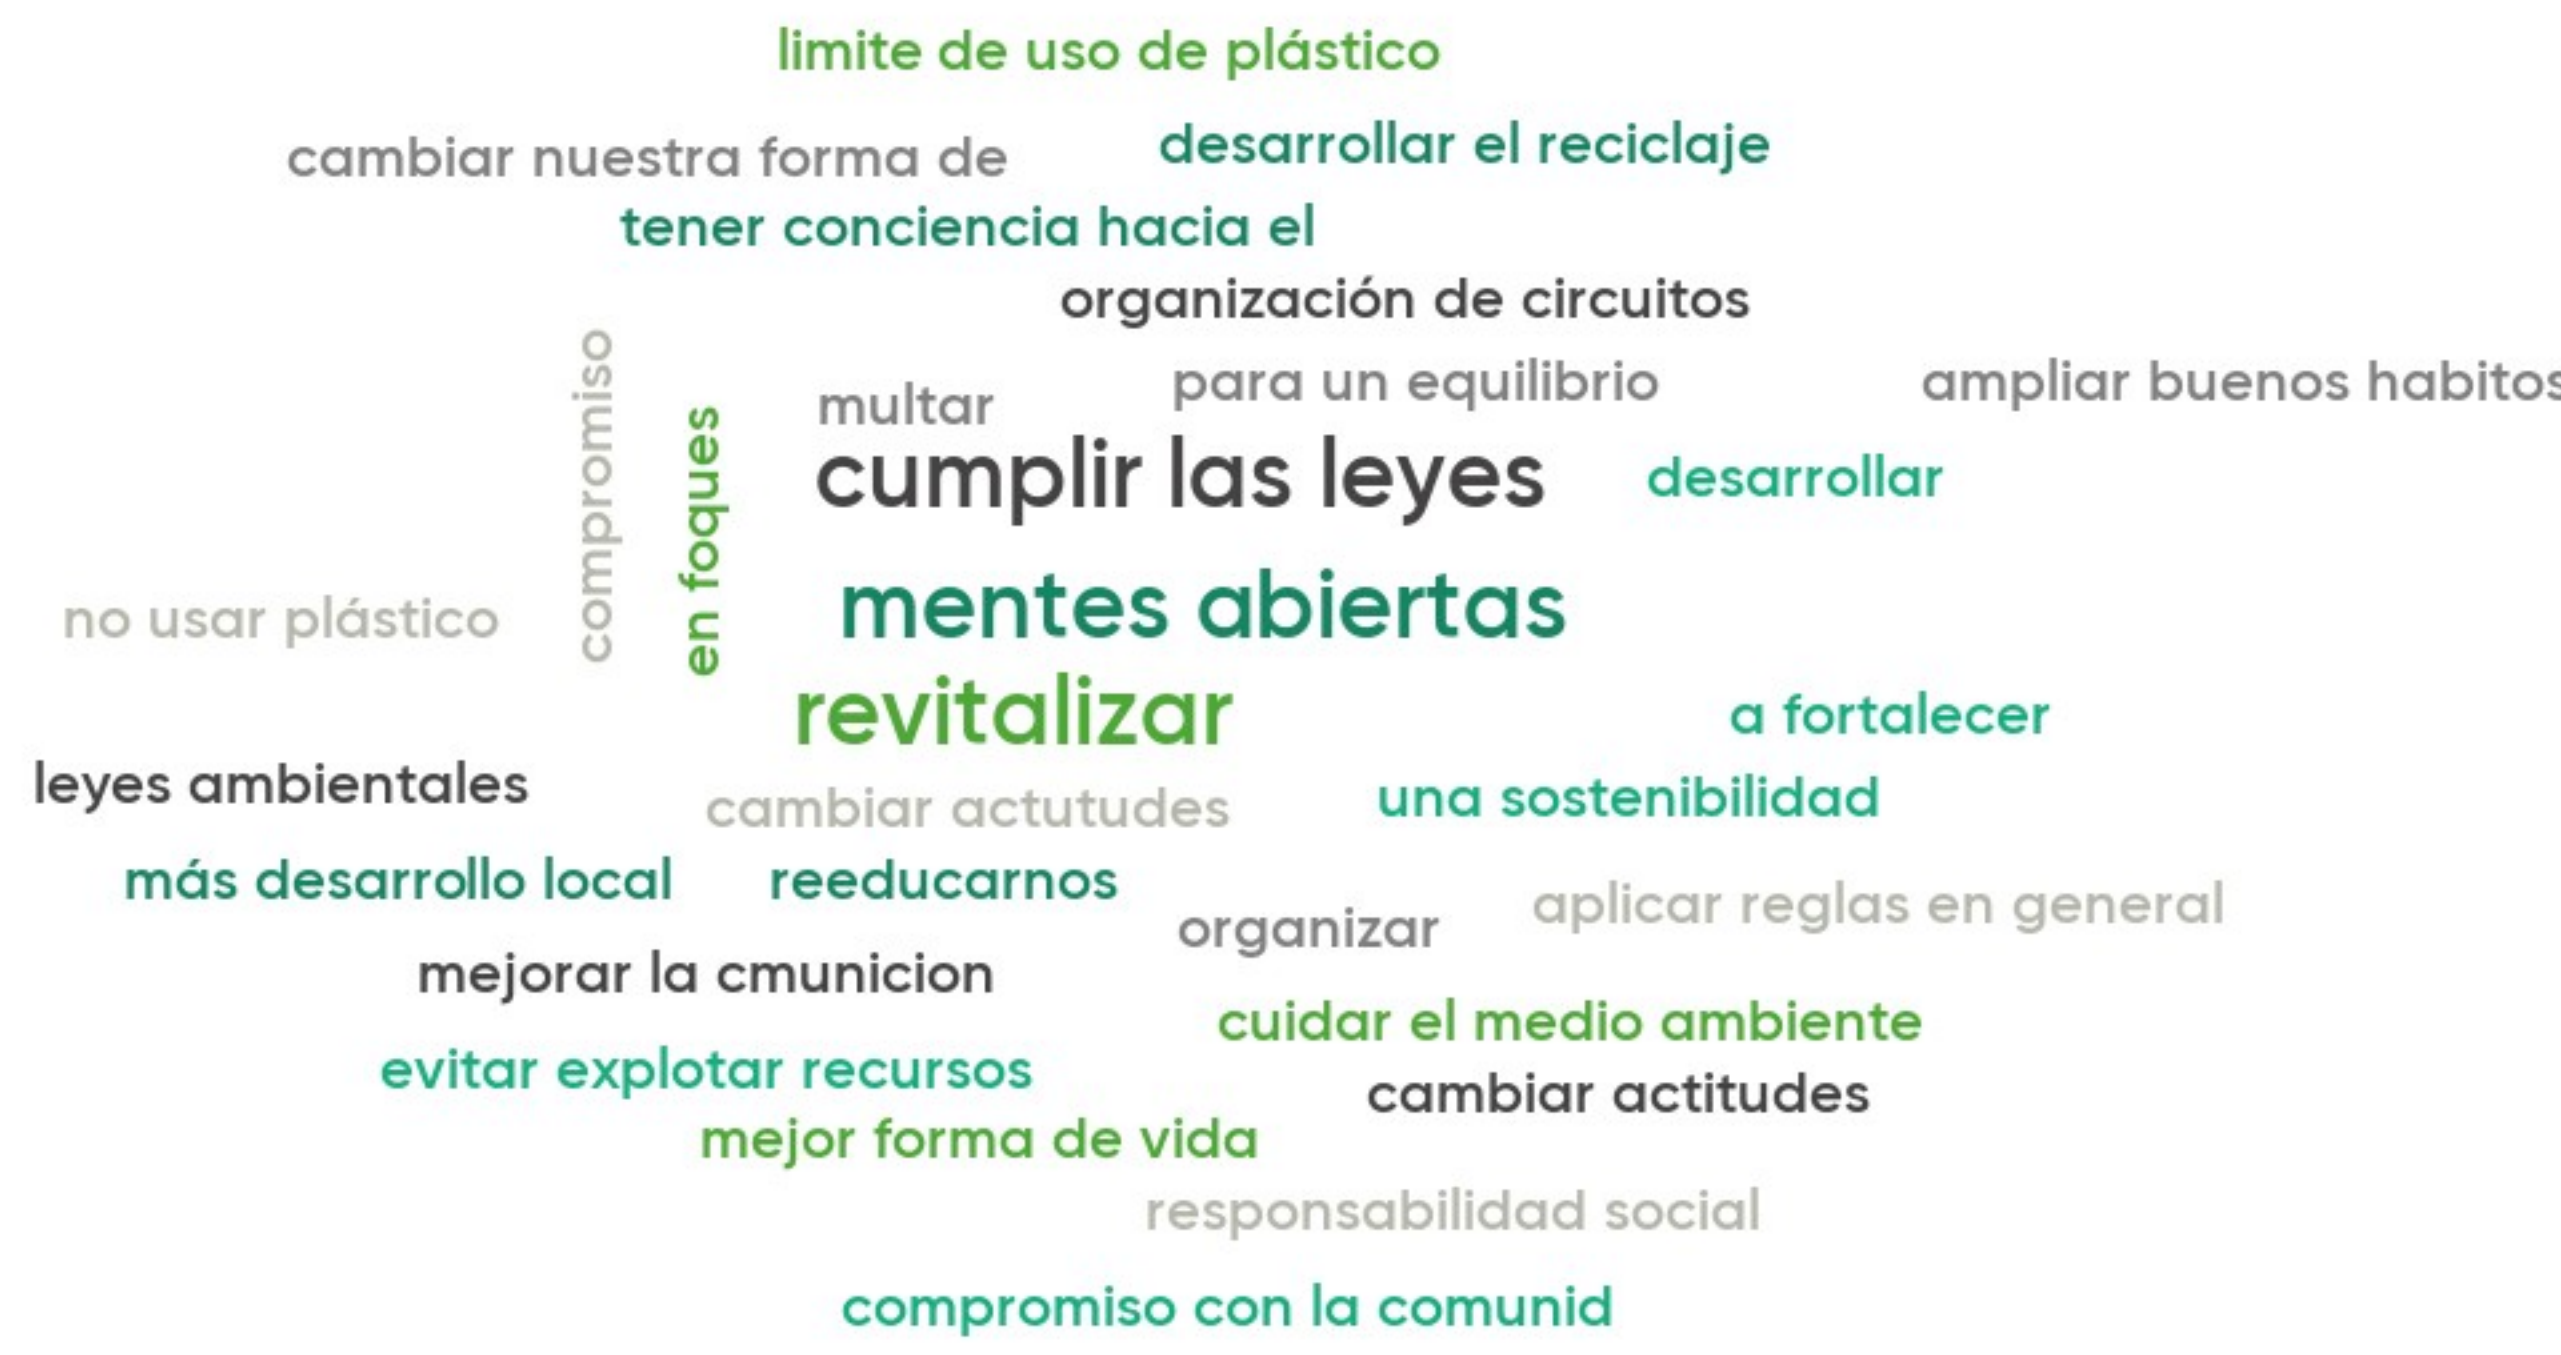 limite de uso de plástico
cambiar nuestra forma de
desarrollar el reciclaje
tener conciencia hacia el
organización de circuitos
compromiso
en foques
multar
para un equilibrio
ampliar buenos habitos
cumplir las leyes
desarrollar
no usar plástico
mentes abiertas
revitalizar
a fortalecer
leyes ambientales
cambiar actutudes
una sostenibilidad
más desarrollo local
reeducarnos
organizar
aplicar reglas en general
mejorar la cmunicion
cuidar el medio ambiente
evitar explotar recursos
cambiar actitudes
mejor forma de vida
responsabilidad social
compromiso con la comunid